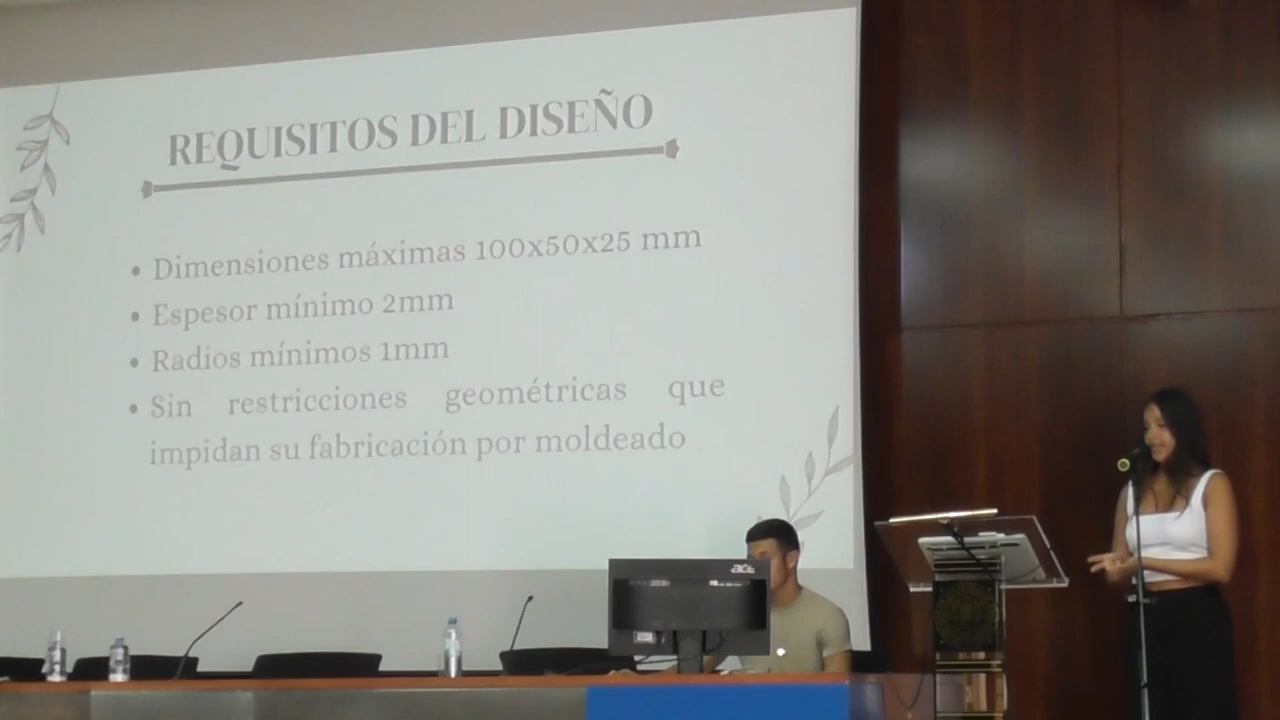 REQUISITOS DEL DISEÑO
• Dimensiones máximas 100x50x25 mm
• Espesor mínimo 2mm
• Radios mínimos 1mm
• Sin restricciones geométricas que
impidan su fabricación por moldeado
acer